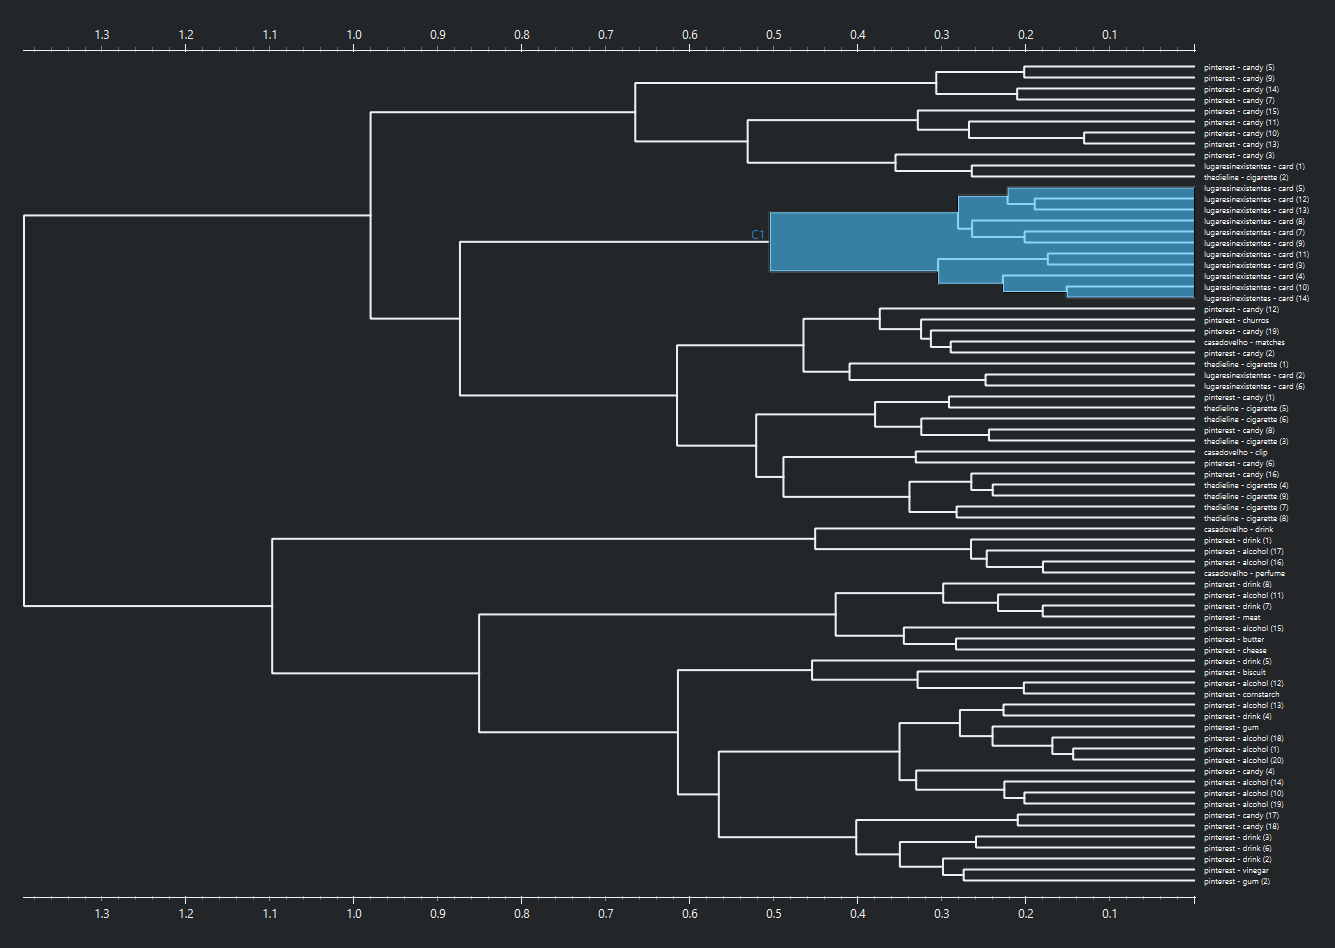 1.3 1.2 1.1 1.0 0.9 0.8 0.7 0.6 0.5 0.4 0.3 0.2 0.1
pinterest - candy (5)
pinterest - candy (9)
pinterest - candy (14)
pinterest - candy (7)
pinterest - candy (15)
pinterest - candy (11)
pinterest - candy (10)
pinterest - candy (13)
pinterest - candy (3)
lugaresinexistentes - card (1)
thedieline - cigarette (2)
lugaresinexistentes - card (5)
lugaresinexistentes - card (12)
lugaresinexistentes - card (13)
lugaresinexistentes - card (8)
lugaresinexistentes - card (7)
C1
lugaresinexistentes - card (9)
lugaresinexistentes - card (11)
lugaresinexistentes - card (3)
lugaresinexistentes - card (4)
lugaresinexistentes - card (10)
lugaresinexistentes - card (14)
pinterest - candy (12)
pinterest - churros
pinterest - candy (19)
casadovelho - matches
pinterest - candy (2)
thedieline - cigarette (1)
lugaresinexistentes - card (2)
lugaresinexistentes - card (6)
pinterest - candy (1)
thedieline - cigarette (5)
thedieline - cigarette (6)
pinterest - candy (8)
thedieline - cigarette (3)
casadovelho - clip
pinterest - candy (6)
pinterest - candy (16)
thedieline - cigarette (4)
thedieline - cigarette (9)
thedieline - cigarette (7)
thedieline - cigarette (8)
casadovelho - drink
pinterest - drink (1)
pinterest - alcohol (17)
pinterest - alcohol (16)
casadovelho - perfume
pinterest - drink (8)
pinterest - alcohol (11)
pinterest - drink (7)
pinterest - meat
pinterest - alcohol (15)
pinterest - butter
pinterest - cheese
pinterest - drink (5)
pinterest - biscuit
pinterest - alcohol (12)
pinterest - cornstarch
pinterest - alcohol (13)
pinterest - drink (4)
pinterest - gum
pinterest - alcohol (18)
pinterest - alcohol (1)
pinterest - alcohol (20)
pinterest - candy (4)
pinterest - alcohol (14)
pinterest - alcohol (10)
pinterest - alcohol (19)
pinterest - candy (17)
pinterest - candy (18)
pinterest - drink (3)
pinterest - drink (6)
pinterest - drink (2)
pinterest - vinegar
pinterest - gum (2)
1.3 1.2 1.1 1.0 0.9 0.8 0.7 0.6 0.5 0.4 0.3 0.2 0.1